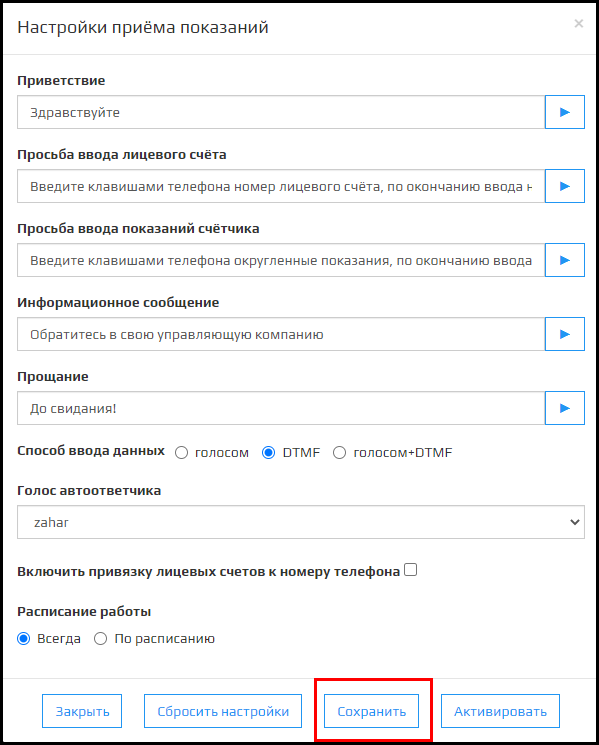 Настройки приёма показаний ×
Приветствие
Здравствуйте
Просьба ввода лицевого счёта
Введите клавишами телефона номер лицевого счёта, по окончанию ввода н
Просьба ввода показаний счётчика
Введите клавишами телефона округленные показания, по окончанию ввода
Информационное сообщение
Обратитесь в свою управляющую компанию
Прощание
До свидания!
Способ ввода данных голосом DTMF голосом+DTMF
Голос автоответчика
zahar
Включить привязку лицевых счетов к номеру телефона
Расписание работы
Всегда По расписанию
Закрыть Сбросить настройки Сохранить Активировать